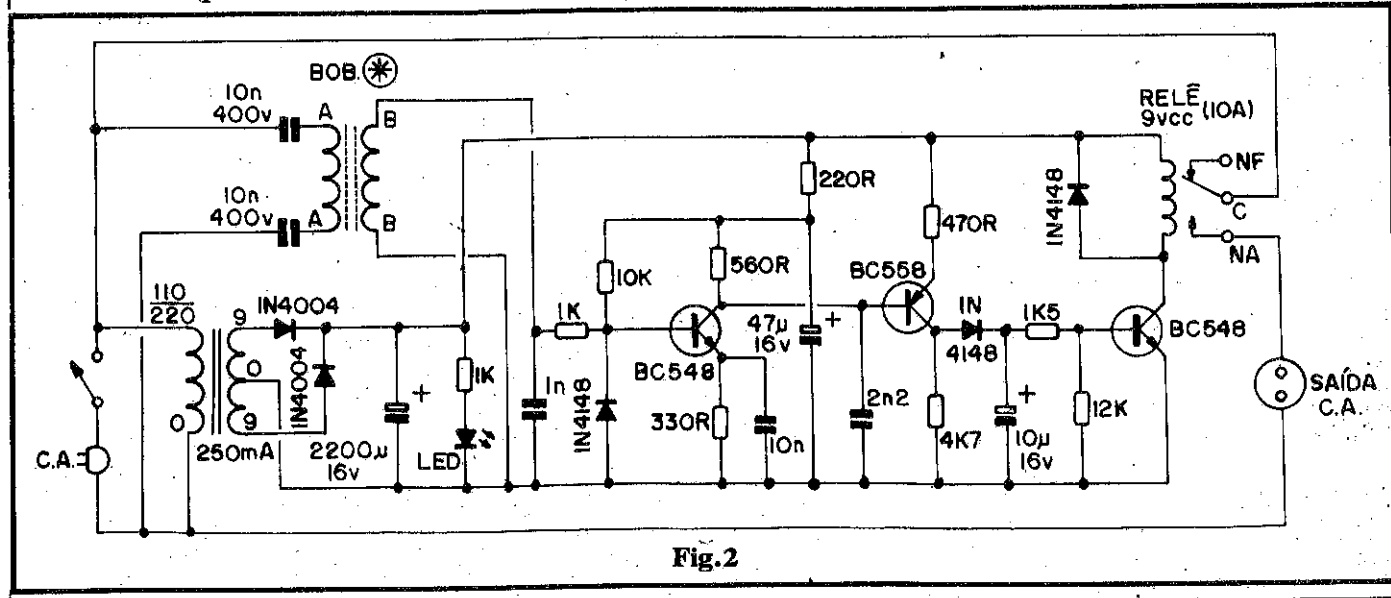 BOB.
10n
400v
A
B
10n
400v
A
B
RELÊ
9vcc (10A)
NF
C
NA
220R
470R
1N4148
10K
560R
BC558
110
220
9
1N4004
0
1N4004
0
9
250mA
2200µ
16v
+
1K
LED
1n
1K
1N4148
BC548
330R
10n
47µ
16v
+
2n2
1N
4148
1K5
4K7
10µ
16v
+
12K
BC548
C.A.
SAÍDA
C.A.
Fig.2